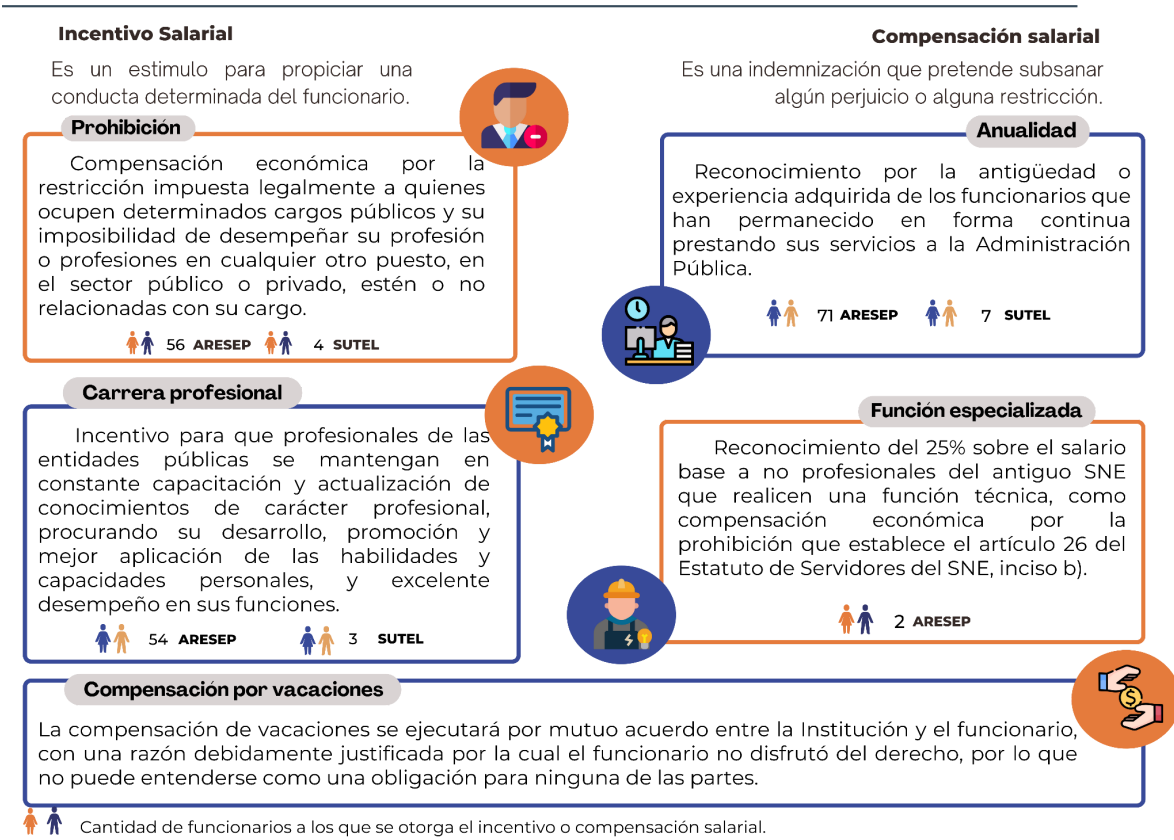 Incentivo Salarial
Es un estimulo para propiciar una
conducta determinada del funcionario.
Compensación salarial
Es una indemnización que pretende subsanar
algún perjuicio o alguna restricción.
Prohibición
Compensación económica por la
restricción impuesta legalmente a quienes
ocupen determinados cargos públicos y su
imposibilidad de desempeñar su profesión
o profesiones en cualquier otro puesto, en
el sector público o privado, estén o no
relacionadas con su cargo.
56 ARESEP 4 SUTEL
Anualidad
Reconocimiento por la antigüedad o
experiencia adquirida de los funcionarios que
han permanecido en forma continua
prestando sus servicios a la Administración
Pública.
71 ARESEP 7 SUTEL
Carrera profesional
Incentivo para que profesionales de las
entidades públicas se mantengan en
constante capacitación y actualización de
conocimientos de carácter profesional,
procurando su desarrollo, promoción y
mejor aplicación de las habilidades y
capacidades personales, y excelente
desempeño en sus funciones.
54 ARESEP 3 SUTEL
Función especializada
Reconocimiento del 25% sobre el salario
base a no profesionales del antiguo SNE
que realicen una función técnica, como
compensación económica por la
prohibición que establece el artículo 26 del
Estatuto de Servidores del SNE, inciso b).
2 ARESEP
Compensación por vacaciones
La compensación de vacaciones se ejecutará por mutuo acuerdo entre la Institución y el funcionario,
con una razón debidamente justificada por la cual el funcionario no disfrutó del derecho, por lo que
no puede entenderse como una obligación para ninguna de las partes.
Cantidad de funcionarios a los que se otorga el incentivo o compensación salarial.